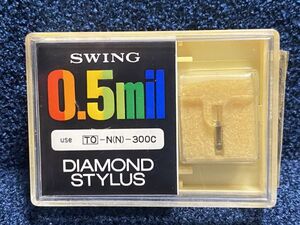 SWING
0.5mil
use TO-N(N)-300C
DIAMOND
STYLUS